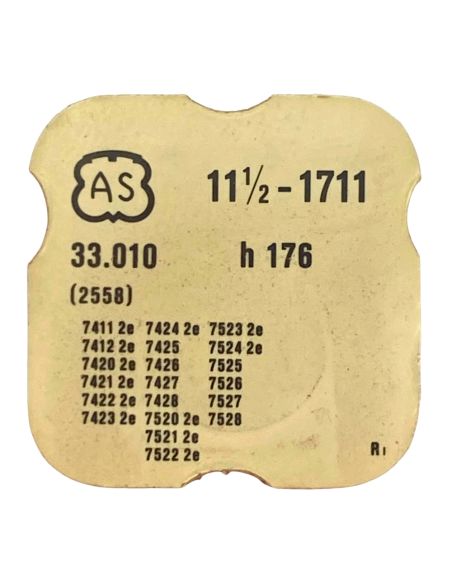 AS 11 ½ - 1711
33.010 h 176
(2558)
7411 2e 7424 2e 7523 2e
7412 2e 7425 7524 2e
7420 2e 7426 7525
7421 2e 7427 7526
7422 2e 7428 7527
7423 2e 7520 2e 7528
7521 2e
7522 2e R I